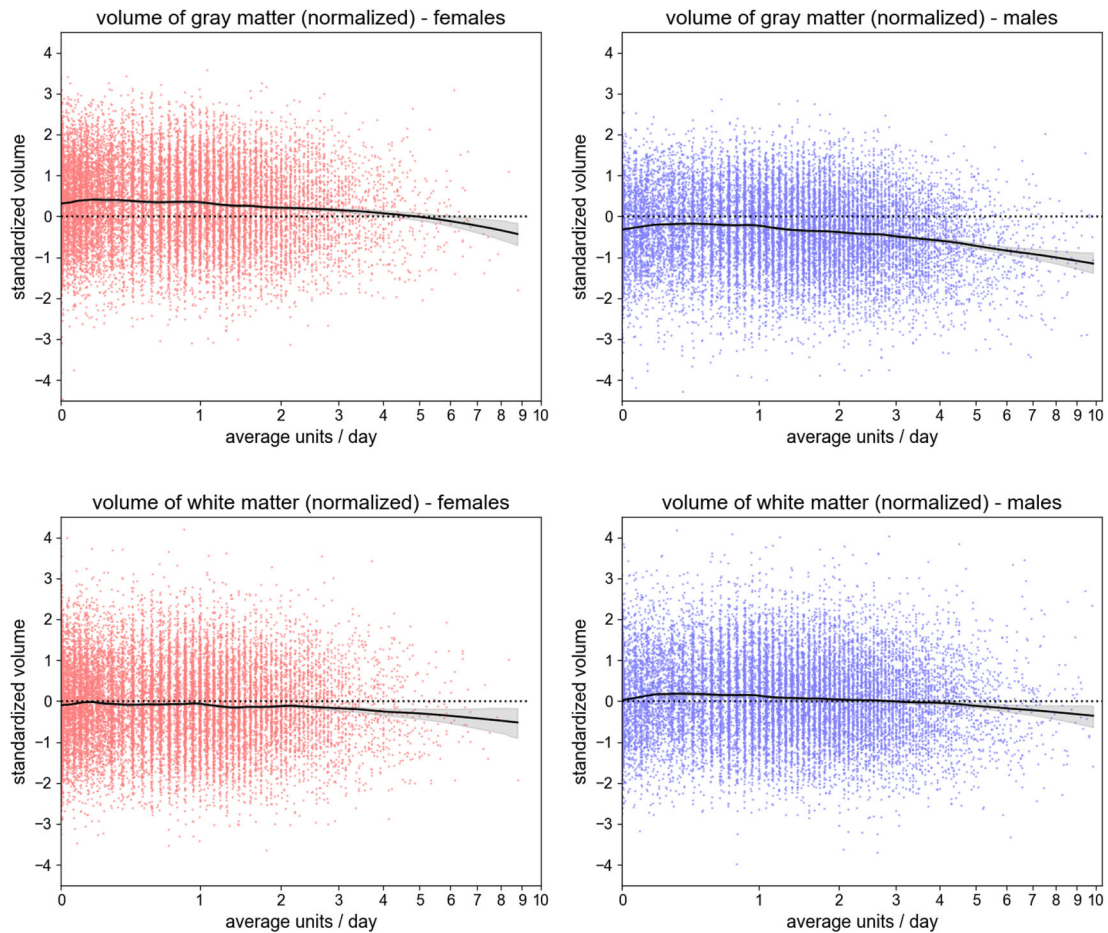 volume of gray matter (normalized) - females
4
3
2
1
0
−1
−2
−3
−4
standardized volume
0 1 2 3 4 5 6 7 8 9 10
average units / day
volume of gray matter (normalized) - males
4
3
2
1
0
−1
−2
−3
−4
standardized volume
0 1 2 3 4 5 6 7 8 9 10
average units / day
volume of white matter (normalized) - females
4
3
2
1
0
−1
−2
−3
−4
standardized volume
0 1 2 3 4 5 6 7 8 9 10
average units / day
volume of white matter (normalized) - males
4
3
2
1
0
−1
−2
−3
−4
standardized volume
0 1 2 3 4 5 6 7 8 9 10
average units / day